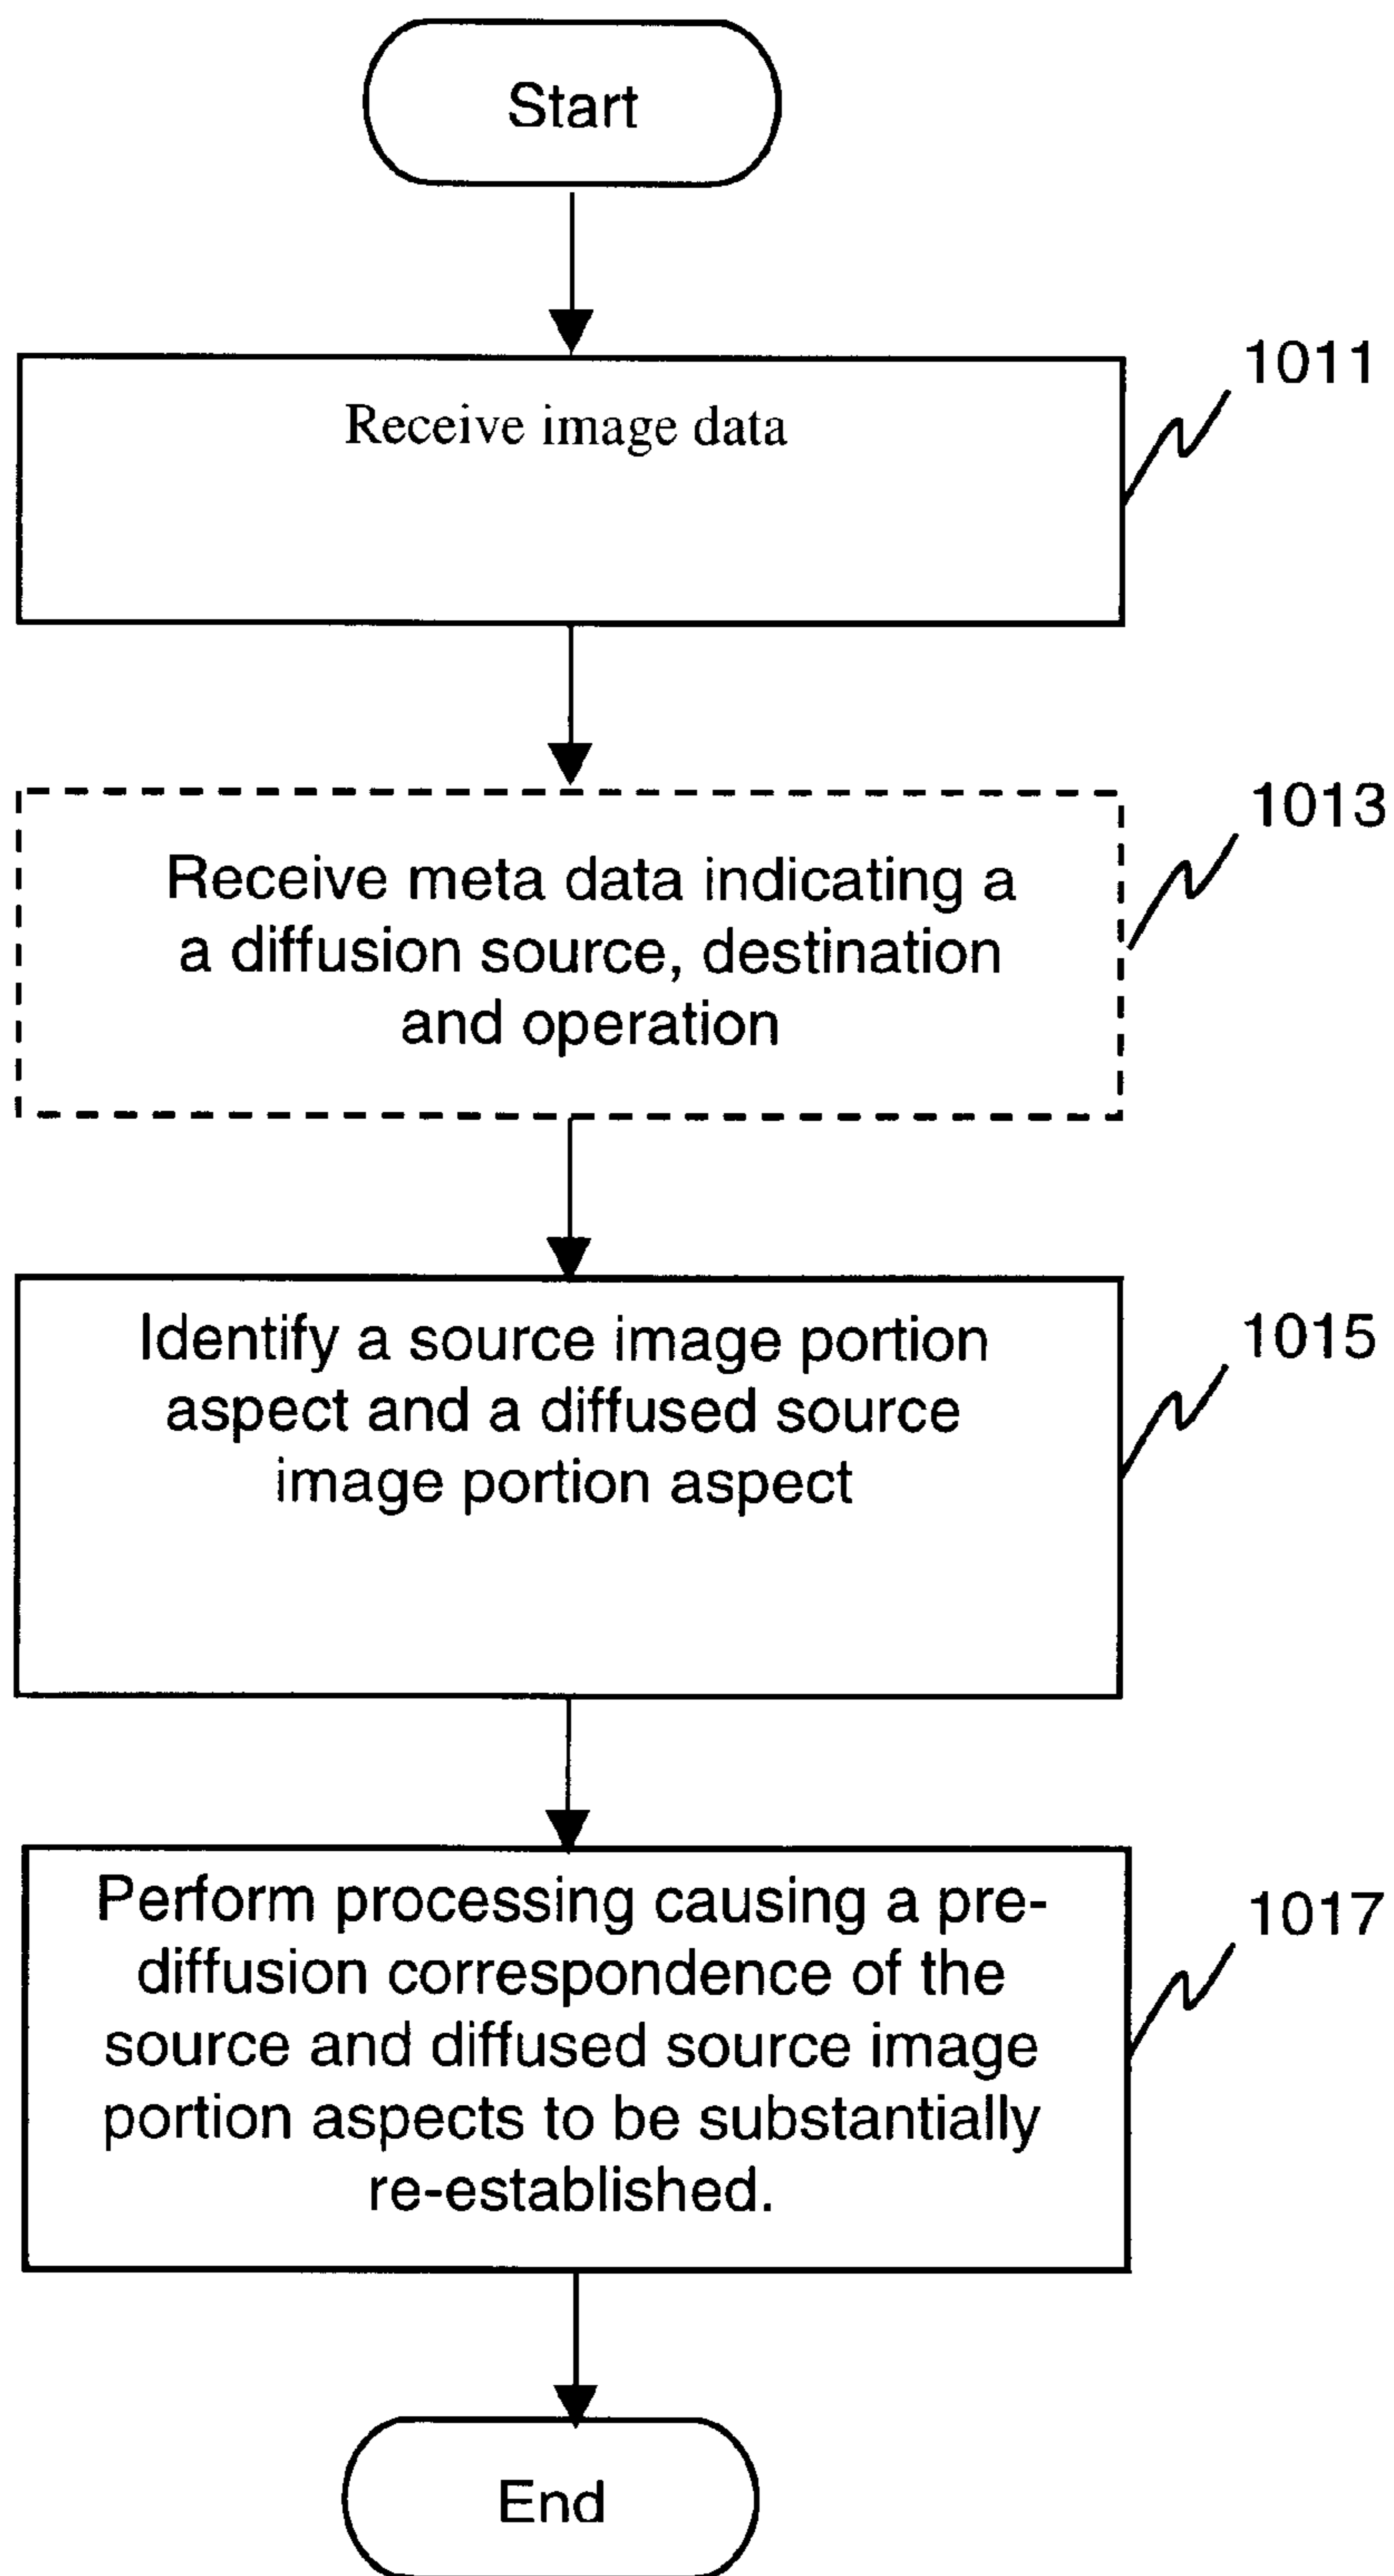 Start
1011
Receive image data
1013
Receive meta data indicating a
a diffusion source, destination
and operation
1015
Identify a source image portion
aspect and a diffused source
image portion aspect
1017
Perform processing causing a pre-
diffusion correspondence of the
source and diffused source image
portion aspects to be substantially
re-established.
End